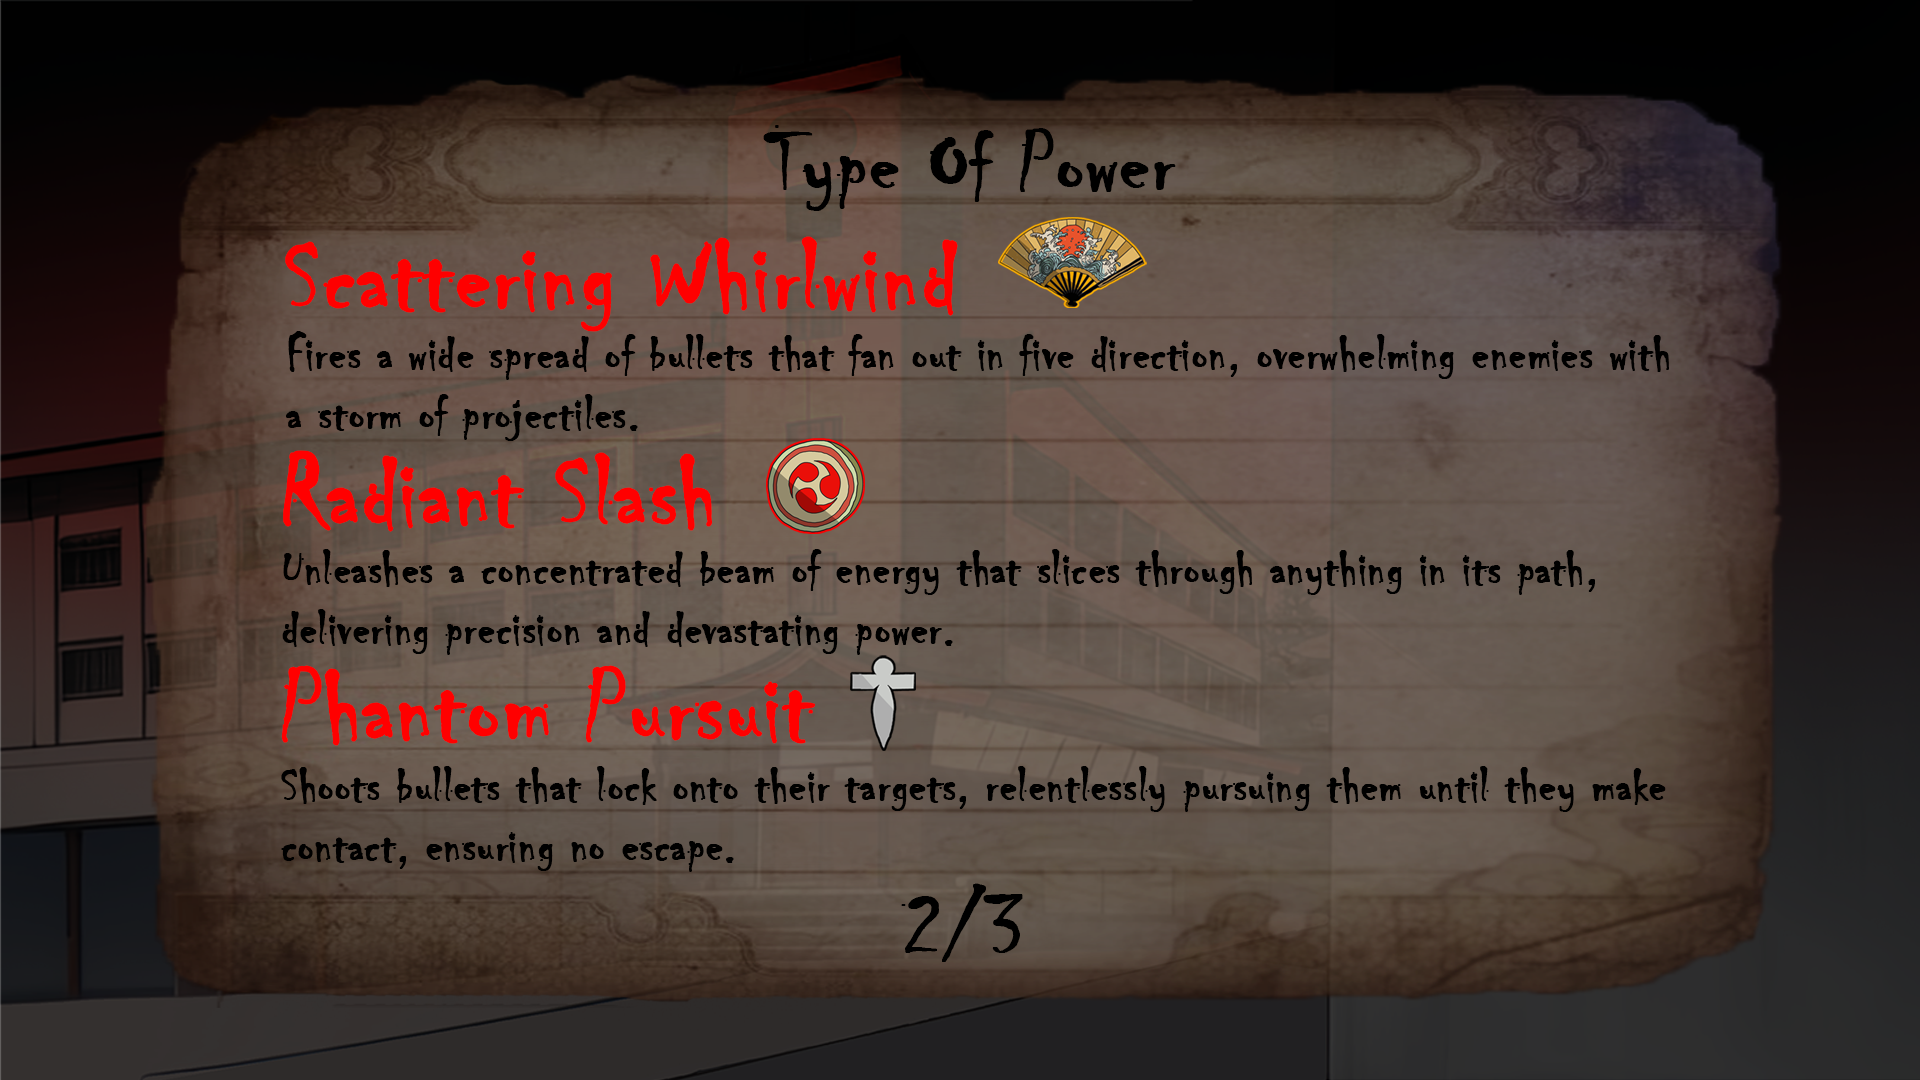 Type Of Power
Scattering Whirlwind
Fires a wide spread of bullets that fan out in five direction, overwhelming enemies with
a storm of projectiles.
Radiant Slash
Unleashes a concentrated beam of energy that slices through anything in its path,
delivering precision and devastating power.
Phantom Pursuit
Shoots bullets that lock onto their targets, relentlessly pursuing them until they make
contact, ensuring no escape.
2/3